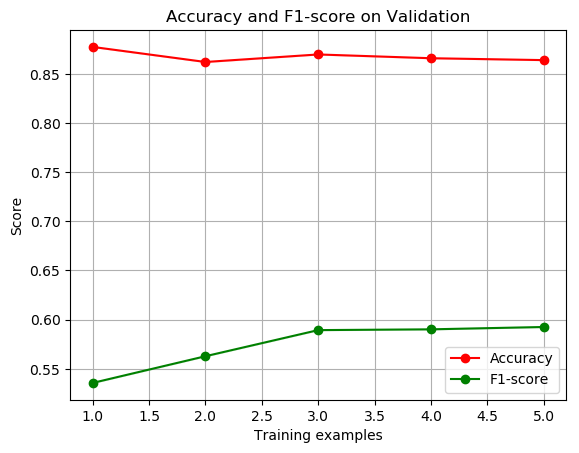 Accuracy and F1-score on Validation
Score
0.85
0.80
0.75
0.70
0.65
0.60
0.55
Accuracy
F1-score
1.0 1.5 2.0 2.5 3.0 3.5 4.0 4.5 5.0
Training examples